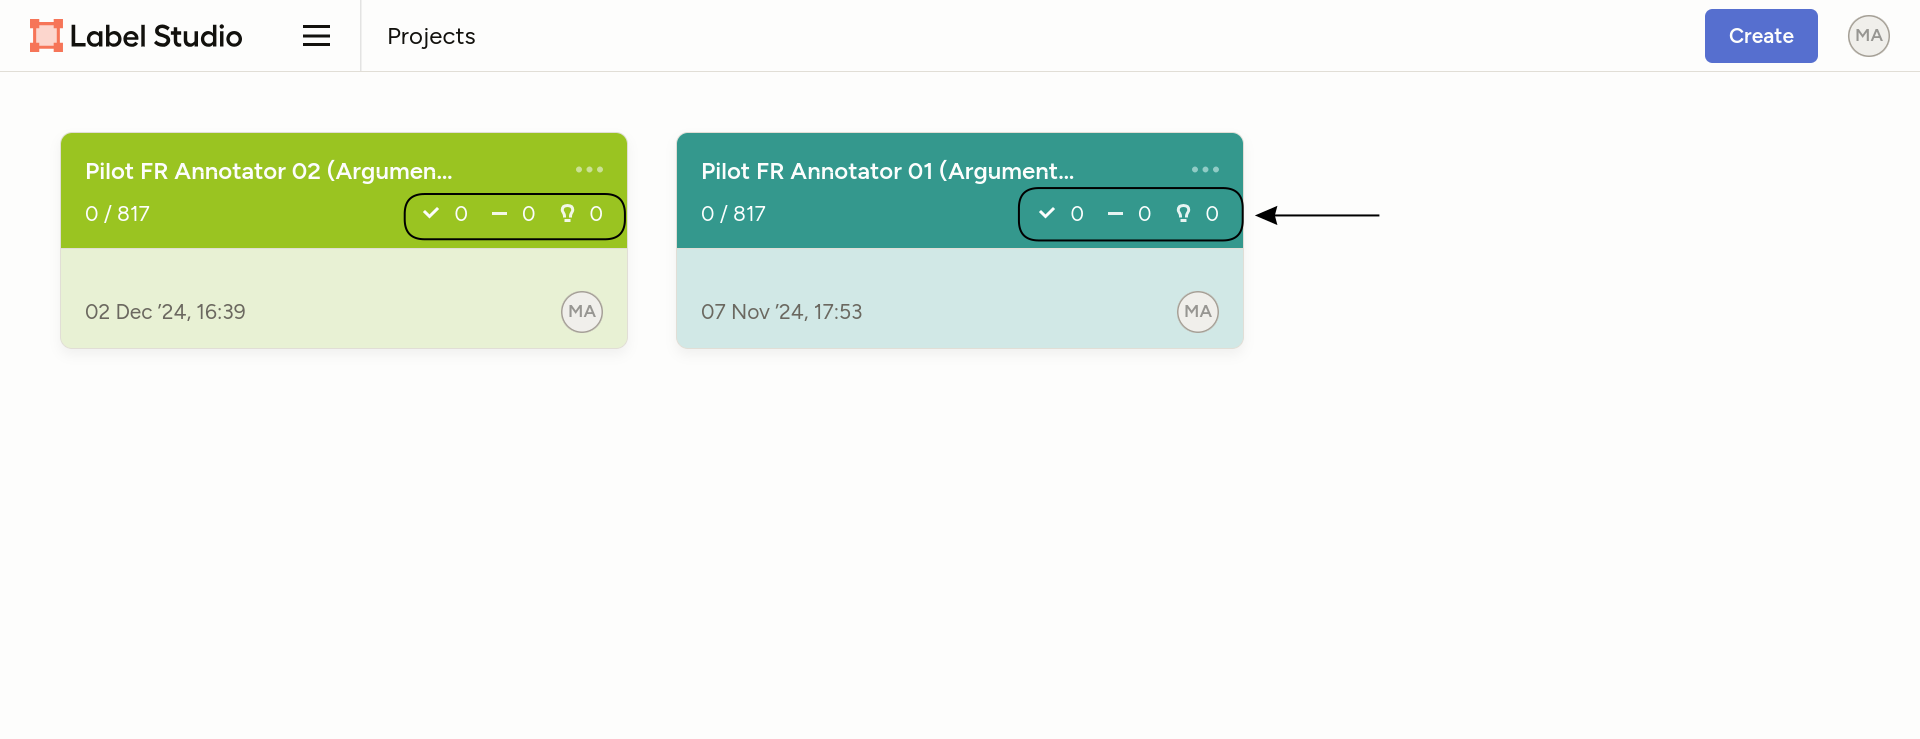 Label Studio
Projects
Create
MA
Pilot FR Annotator 02 (Argumen...
0 / 817
0 0 0
02 Dec ’24, 16:39
MA
Pilot FR Annotator 01 (Argument...
0 / 817
0 0 0
07 Nov ’24, 17:53
MA